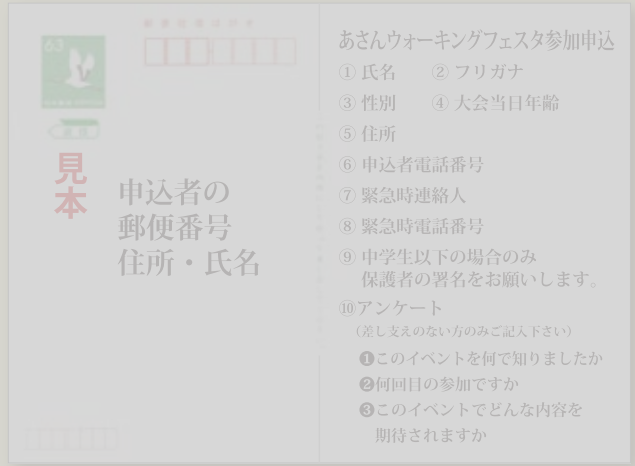 63
見本
申込者の
郵便番号
住所・氏名
あさんウォーキングフェスタ参加申込
① 氏名　② フリガナ
③ 性別　④ 大会当日年齢
⑤ 住所
⑥ 申込者電話番号
⑦ 緊急時連絡人
⑧ 緊急時電話番号
⑨ 中学生以下の場合のみ
保護者の署名をお願いします。
⑩アンケート
（差し支えのない方のみご記入下さい）
❶このイベントを何で知りましたか
❷何回目の参加ですか
❸このイベントでどんな内容を
期待されますか